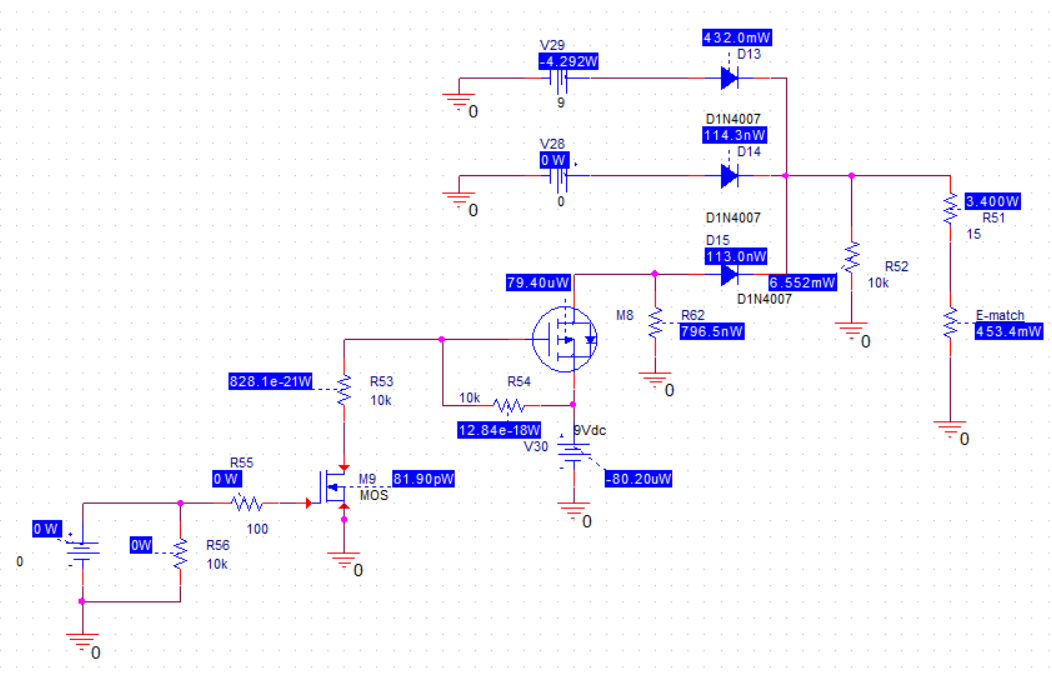 432.0mW
V29
D13
-4.292W
9
0
D1N4007
114.3nW
V28
D14
0 W
0
0
D1N4007
3.400W
R51
15
D15
113.0nW
R52
10k
6.552mW
D1N4007
79.40uW
M8
R62
796.5nW
E-match
453.4mW
0
828.1e-21W
R53
10k
R54
10k
0
12.84e-18W
9Vdc
V30
0
R55
0 W
M9
81.90pW
MOS
-80.20uW
100
0 W
0W
R56
10k
0
0
0
0